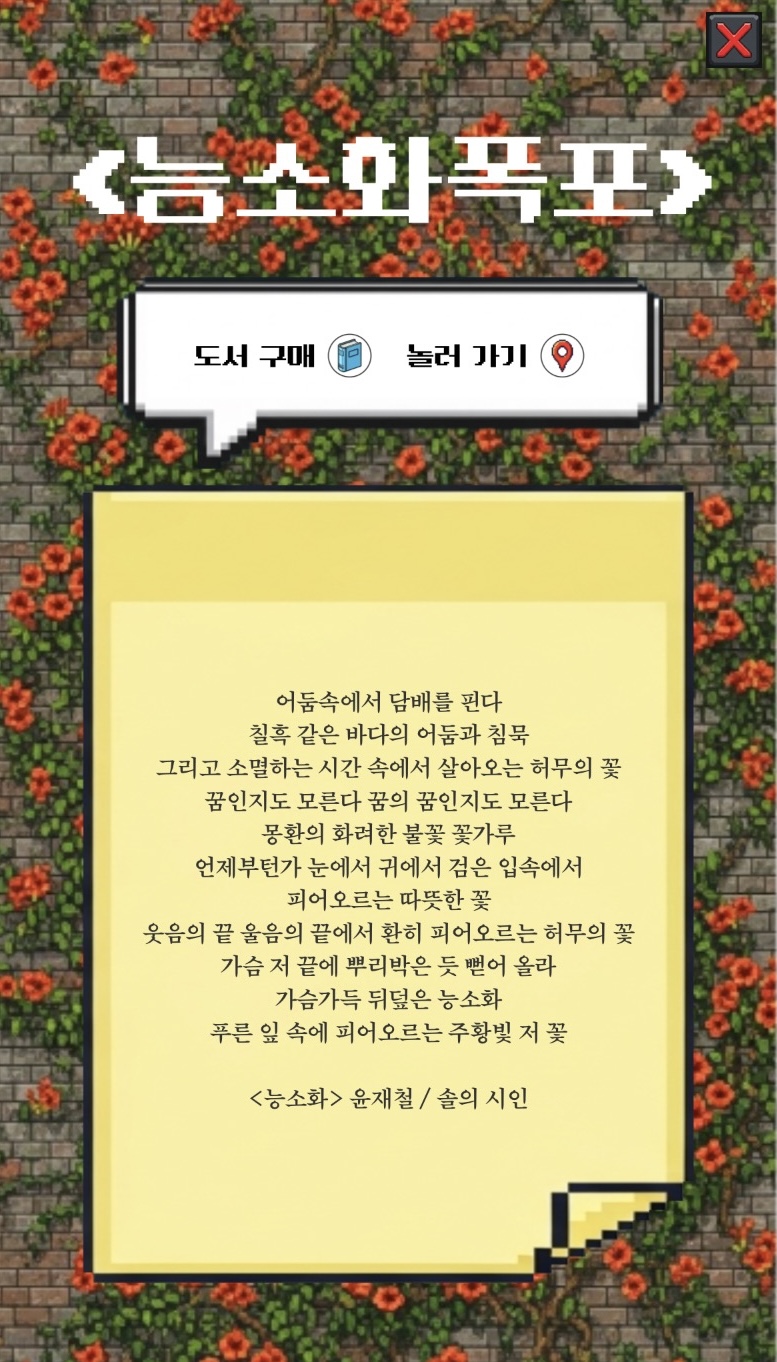 <능소화폭포>
도서 구매 놀러 가기
어둠속에서 담배를 핀다
칠흑 같은 바다의 어둠과 침묵
그리고 소멸하는 시간 속에서 살아오는 허무의 꽃
꿈인지도 모른다 꿈의 꿈인지도 모른다
몽환의 화려한 불꽃 꽃가루
언제부턴가 눈에서 귀에서 검은 입속에서
피어오르는 따뜻한 꽃
웃음의 끝 울음의 끝에서 환히 피어오르는 허무의 꽃
가슴 저 끝에 뿌리박은 듯 뻗어 올라
가슴가득 뒤덮은 능소화
푸른 잎 속에 피어오르는 주황빛 저 꽃
<능소화> 윤재철 / 솔의 시인